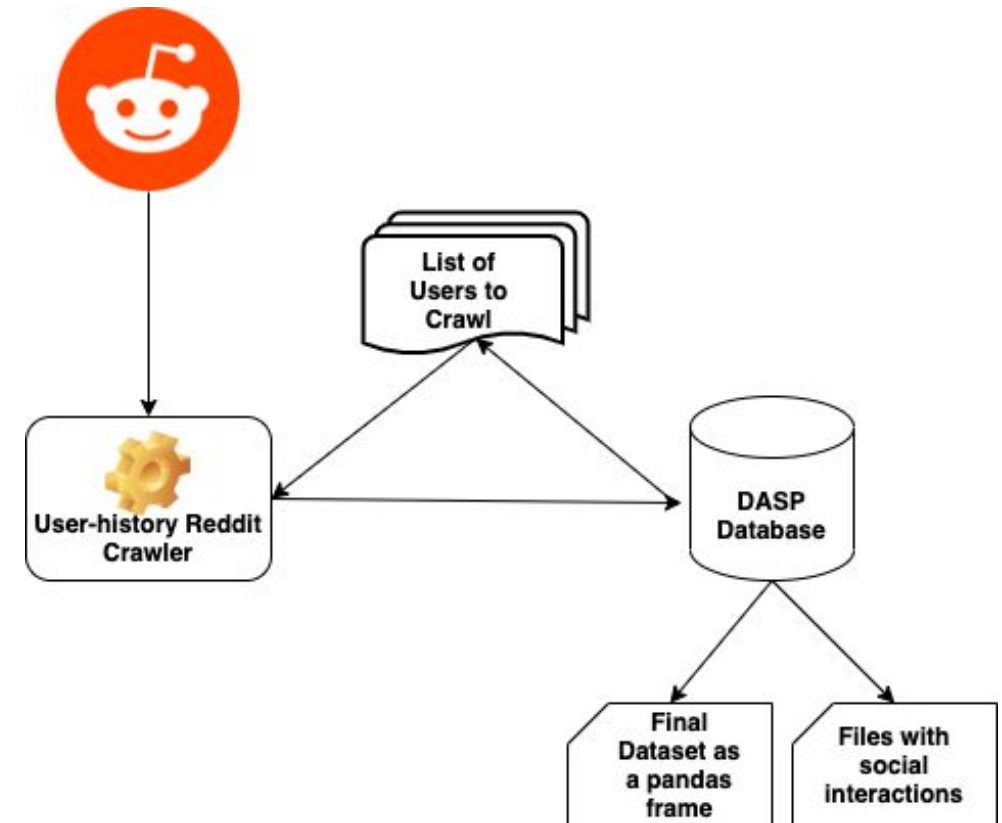 List of
Users to
Crawl
User-history Reddit
Crawler
DASP
Database
Final
Dataset as
a pandas
frame
Files with
social
interactions